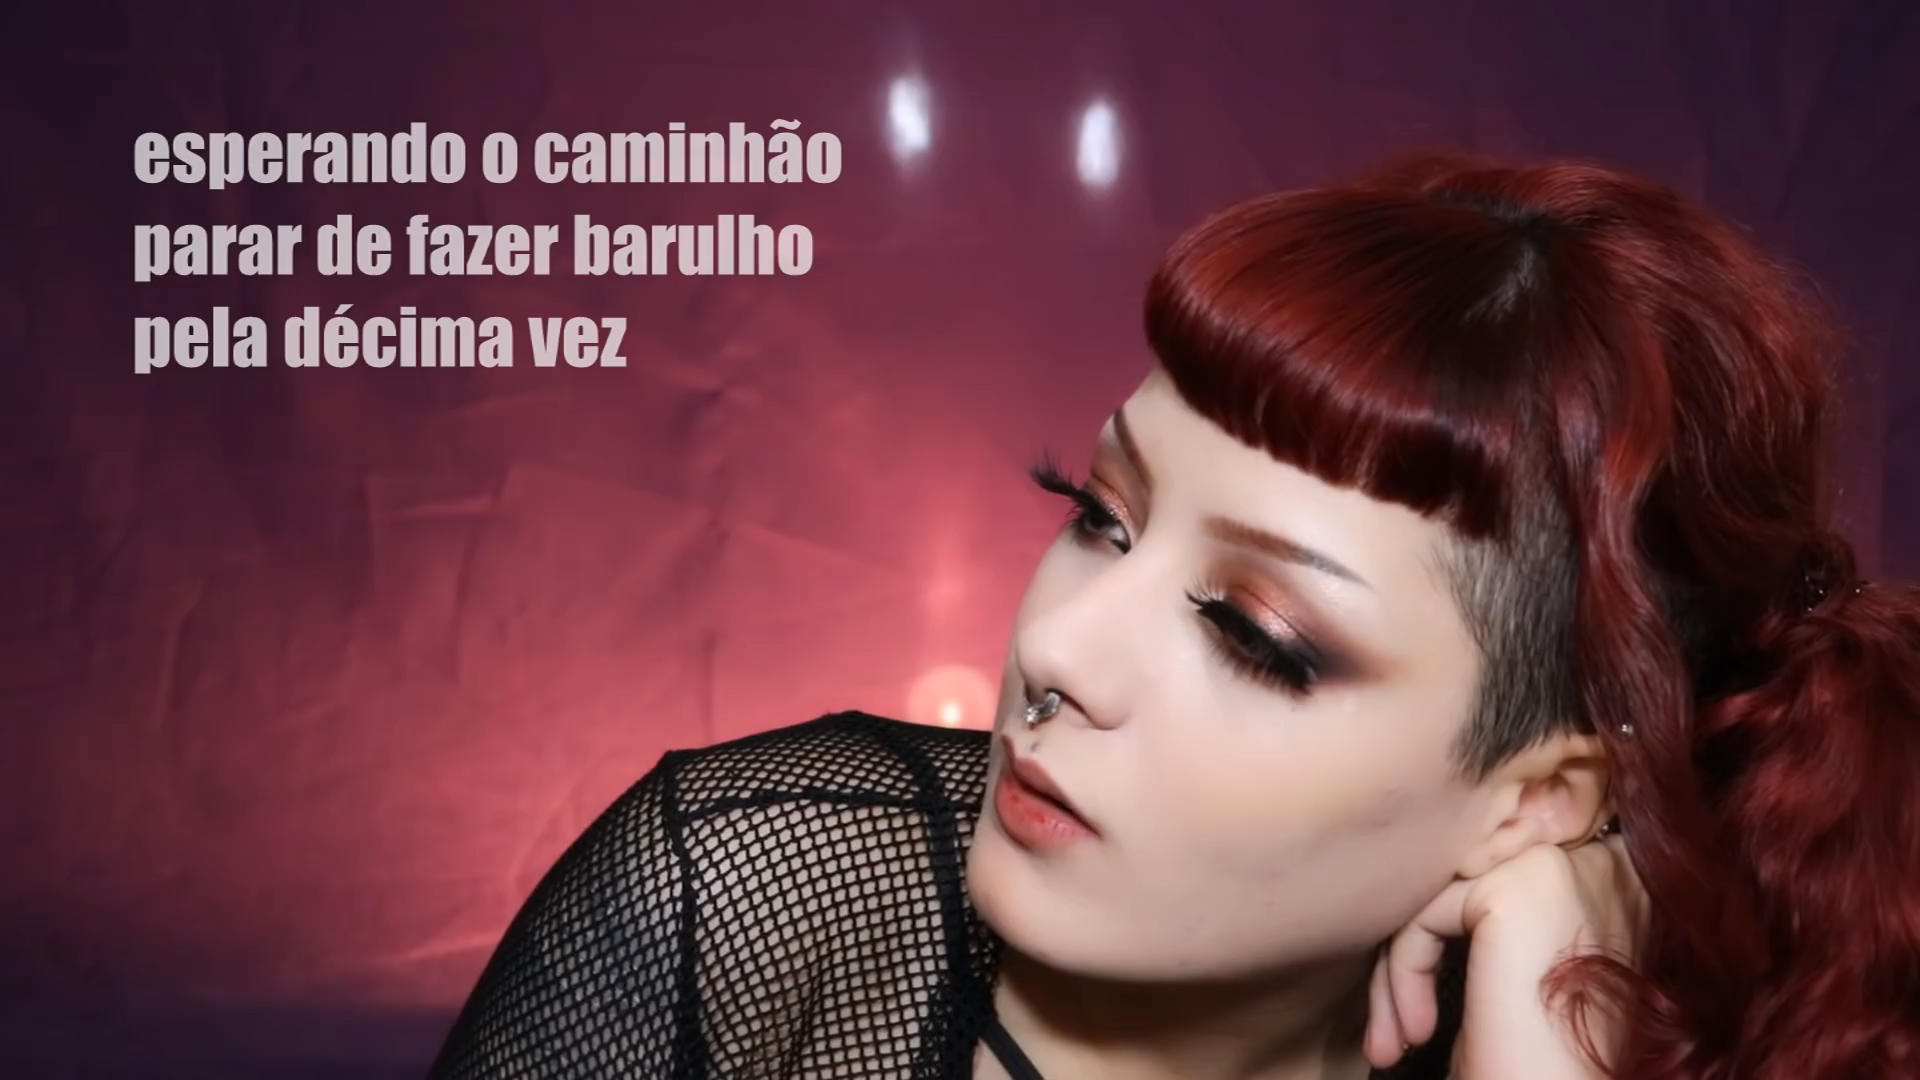 esperando o caminhão
parar de fazer barulho
pela décima vez